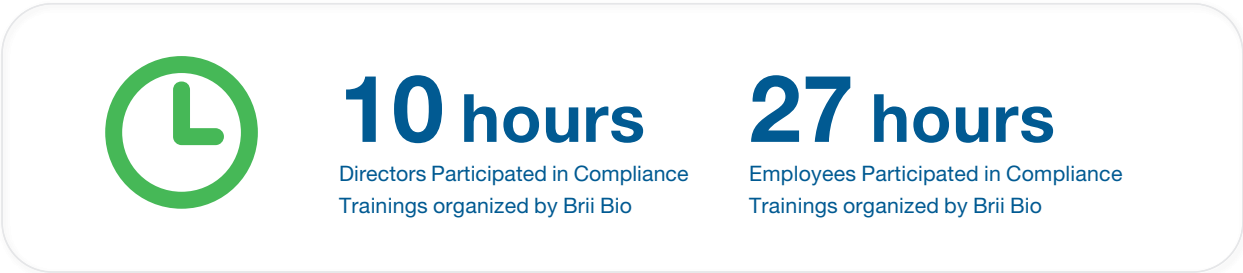 10 hours
Directors Participated in Compliance
Trainings organized by Brii Bio
27 hours
Employees Participated in Compliance
Trainings organized by Brii Bio